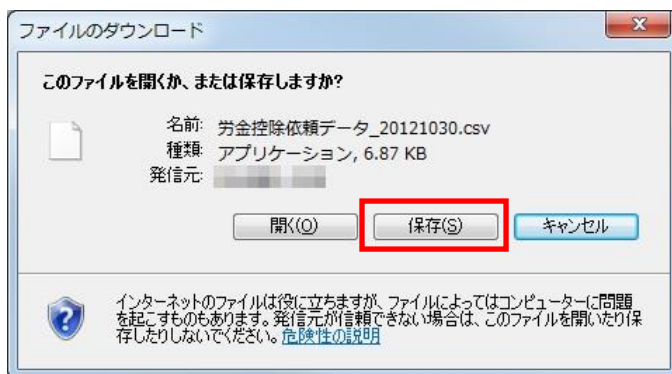 ファイルのダウンロード
このファイルを開くか、または保存しますか?
名前: 労金控除依頼データ_20121030.csv
種類: アプリケーション, 6.87 KB
発信元:
開く(O) 保存(S) キャンセル
インターネットのファイルは役に立ちますが、ファイルによってはコンピューターに問題
を起こすものもあります。発信元が信頼できない場合は、このファイルを開いたり保
存したりしないでください。危険性の説明